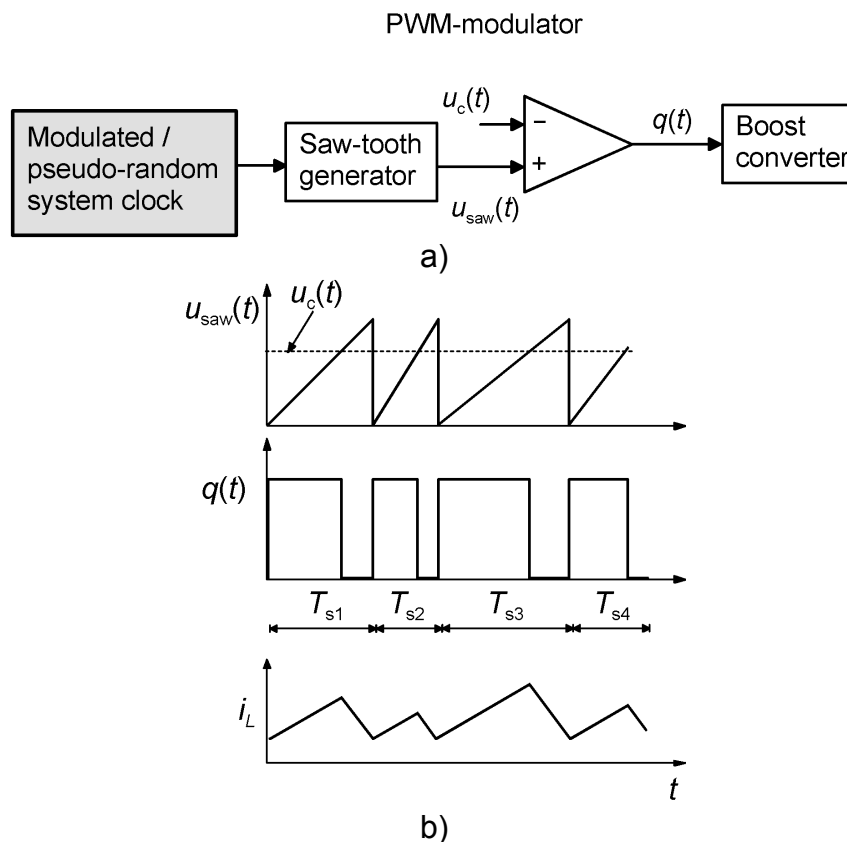 PWM-modulator
Modulated /
pseudo-random
system clock
Saw-tooth
generator
u_c(t)
−
+
u_saw(t)
q(t)
Boost
converter
a)
u_saw(t)
u_c(t)
q(t)
T_s1 T_s2 T_s3 T_s4
i_L
t
b)